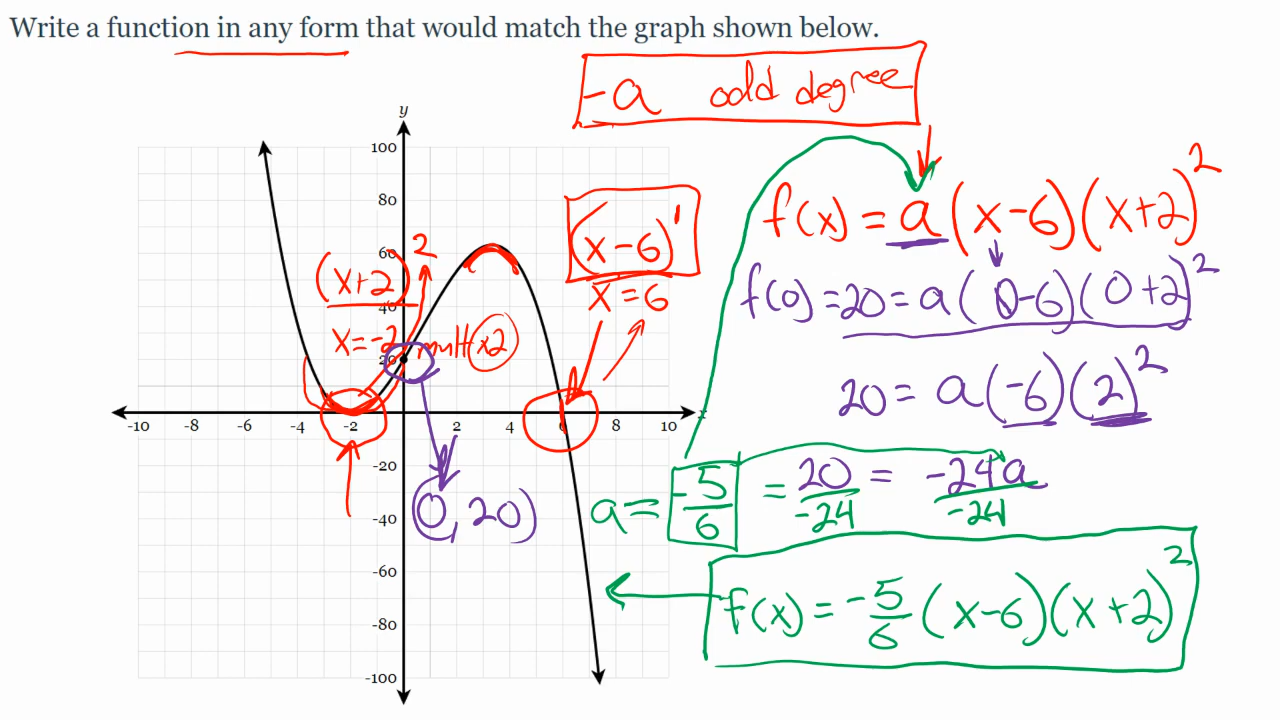 Write a function in any form that would match the graph shown below.
-a odd degree
y
100
80
60
40
20
-20
-40
-60
-80
-100
-10 -8 -6 -4 -2 2 4 6 8 10 x
(x+2)²
x=-2 mult x2
(x-6)¹
x=6
(0, 20)
f(x) = a(x-6)(x+2)²
f(0)=20=a(0-6)(0+2)²
20= a(-6)(2)²
a= -5/6 = 20/-24 = -24a/-24
f(x)=-5/6(x-6)(x+2)²